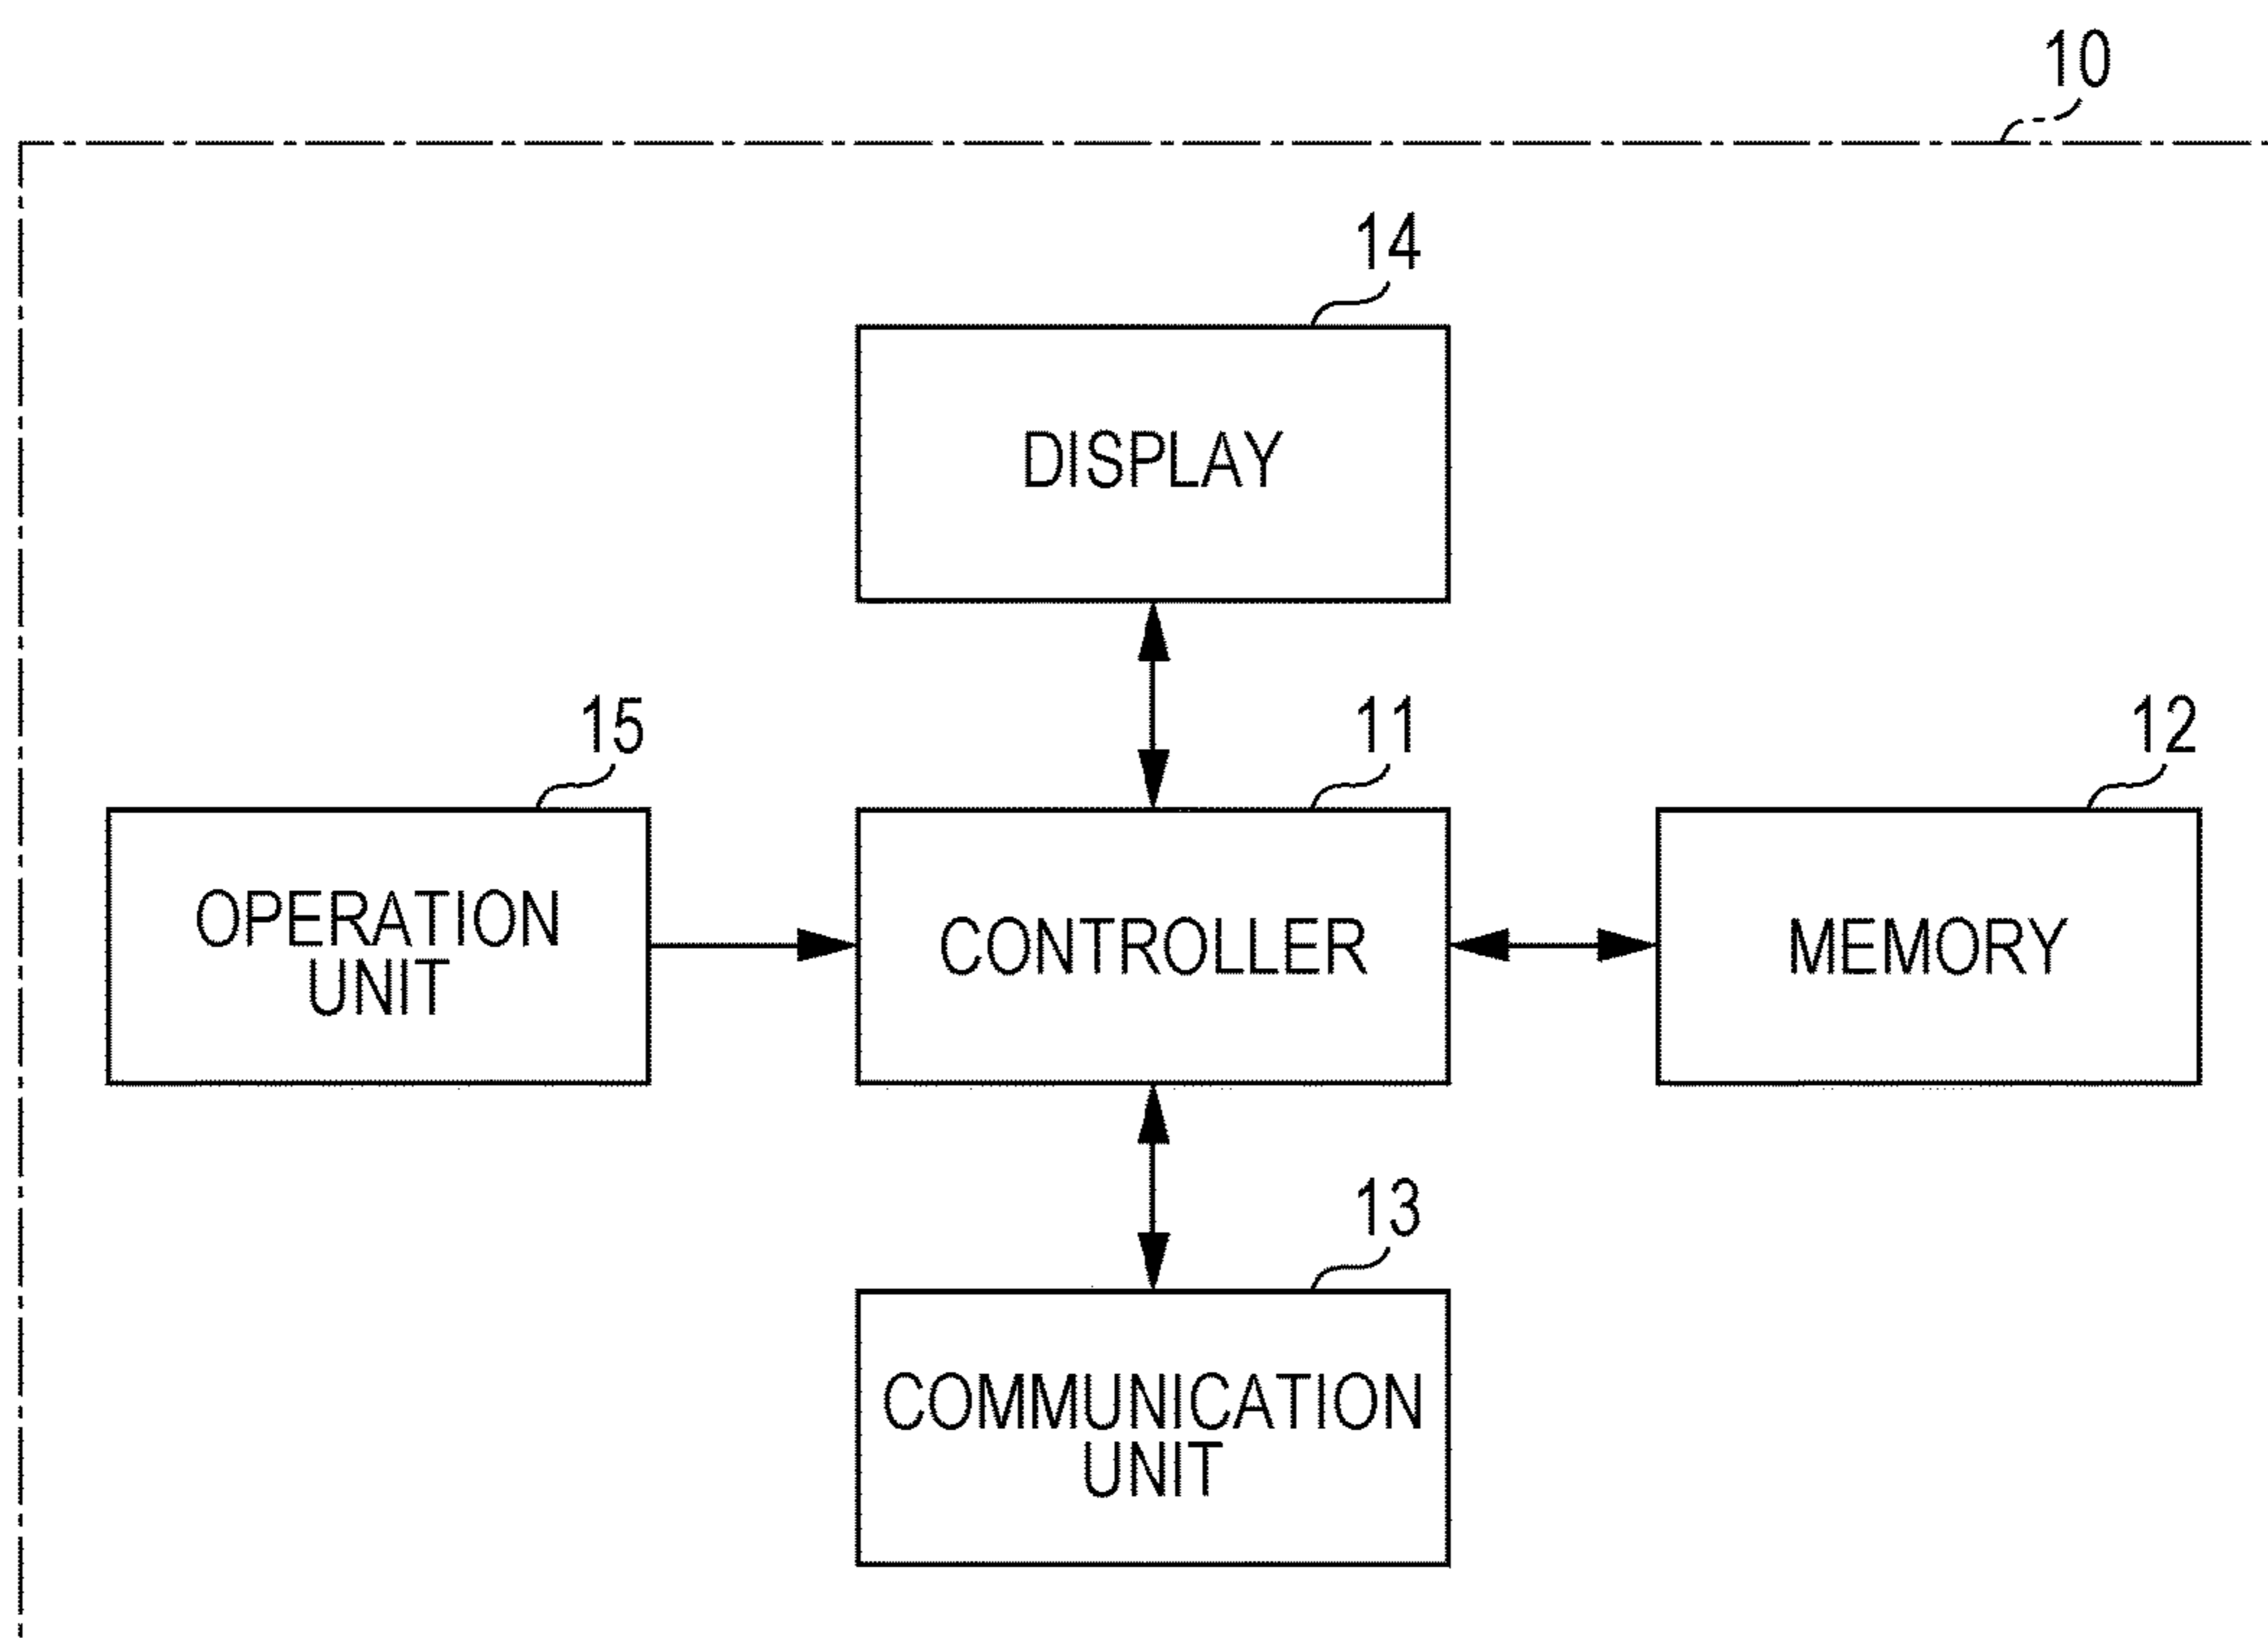 10
14
DISPLAY
15
11
12
OPERATION
UNIT
CONTROLLER
MEMORY
13
COMMUNICATION
UNIT